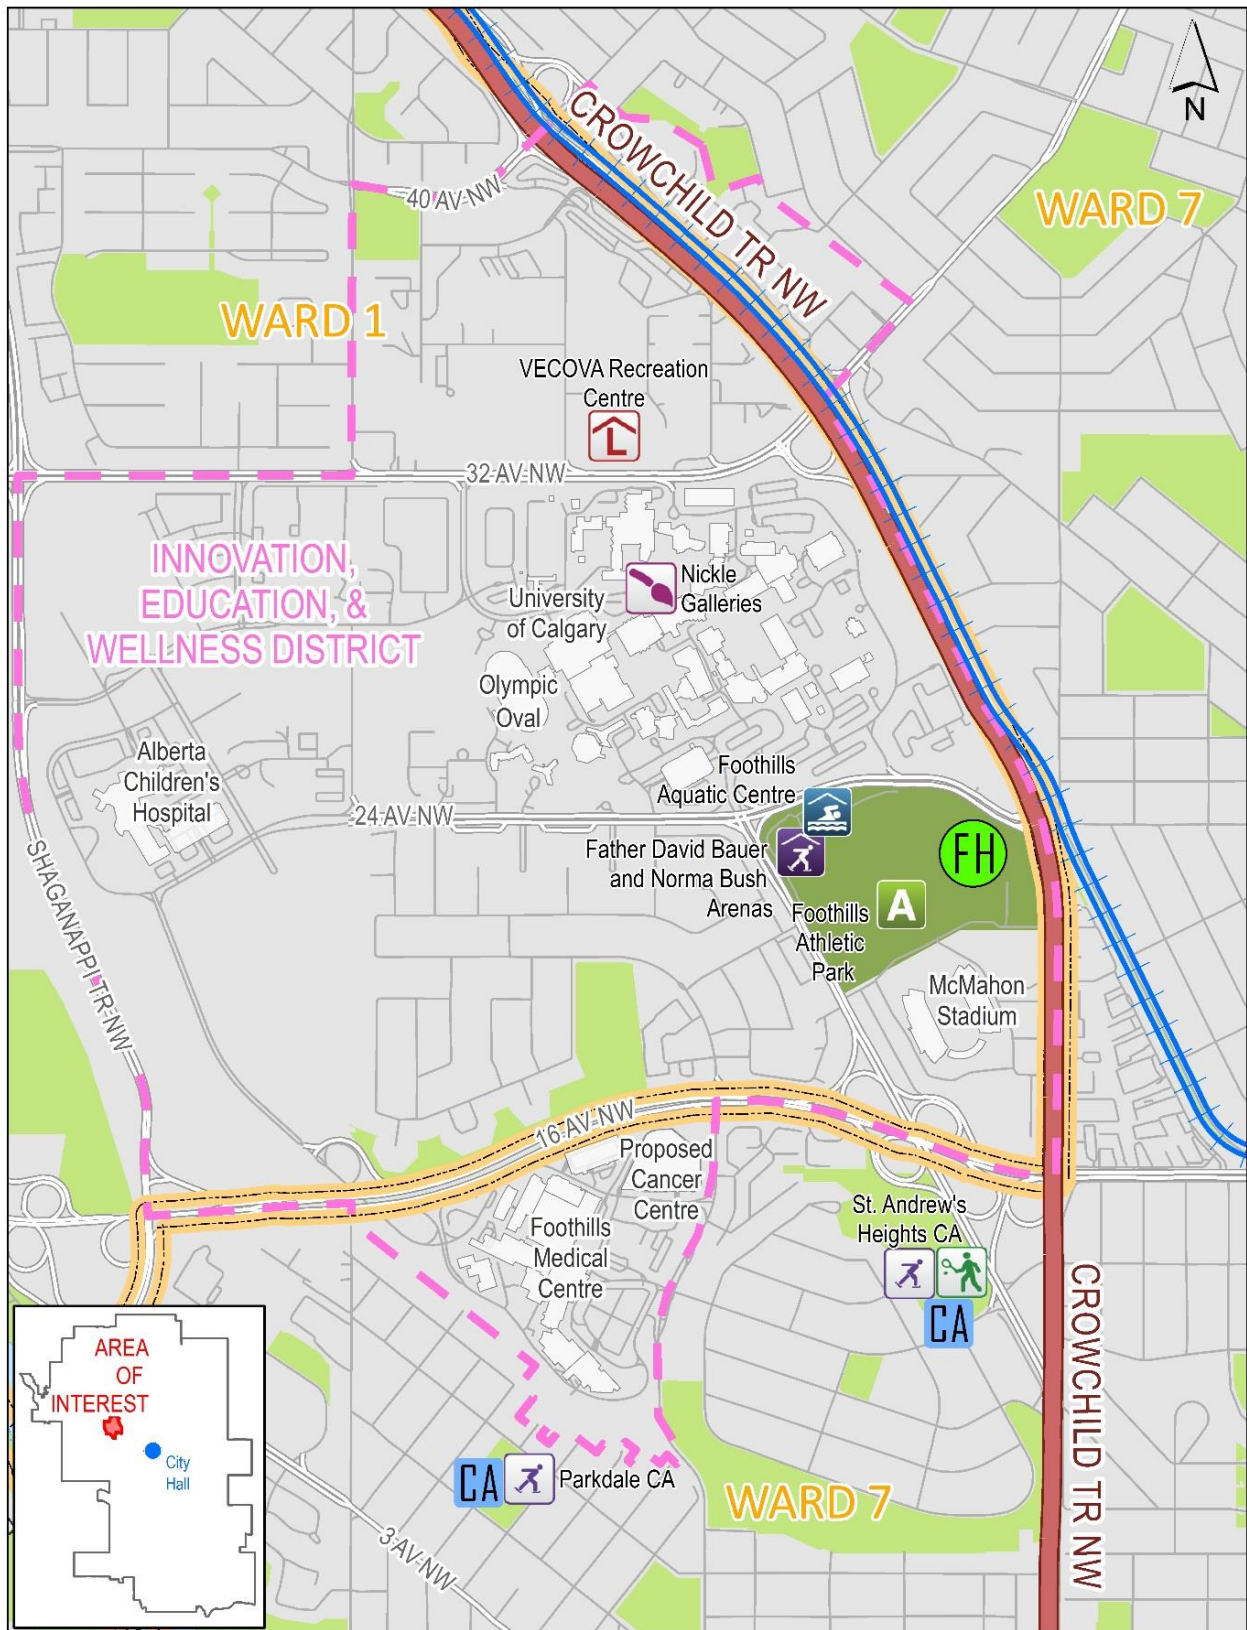 N
CROWCHILD TR NW
40 AV NW
WARD 7
WARD 1
VECOVA Recreation
Centre
L
32 AV NW
INNOVATION,
EDUCATION, &
WELLNESS DISTRICT
Nickle
Galleries
University
of Calgary
Olympic
Oval
Alberta
Children's
Hospital
Foothills
Aquatic Centre
24 AV NW
Father David Bauer
and Norma Bush
Arenas
FH
A
Foothills
Athletic
Park
SHAGANAPPI TR NW
McMahon
Stadium
16 AV NW
Proposed
Cancer
Centre
St. Andrew's
Heights CA
CA
Foothills
Medical
Centre
CROWCHILD TR NW
AREA
OF
INTEREST
City
Hall
CA
Parkdale CA
WARD 7
3 AV NW